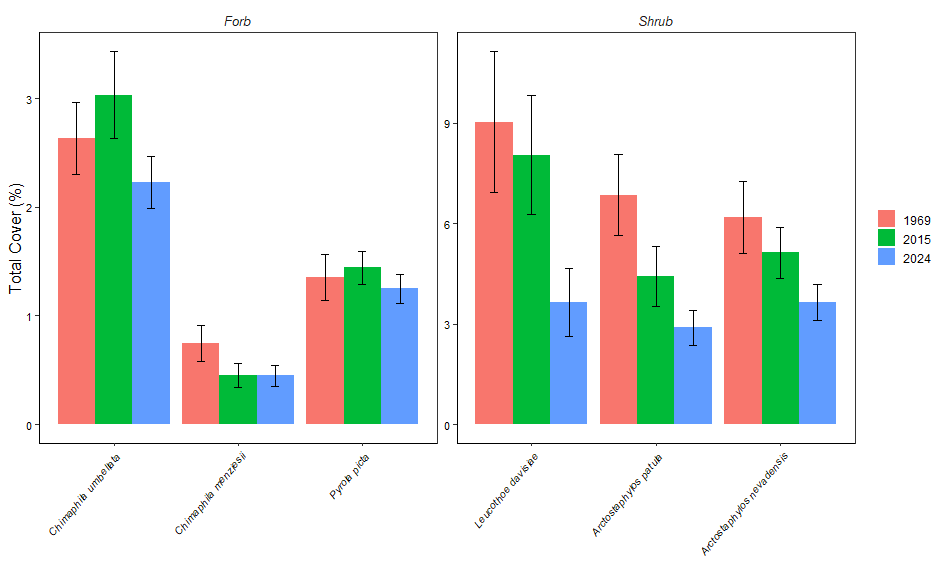 Forb
Shrub
Total Cover (%)
3
2
1
0
9
6
3
0
Chimaphila umbellata
Chimaphila menziesii
Pyrola picta
Leucothoe davisiae
Arctostaphylos patula
Arctostaphylos nevadensis
1969
2015
2024